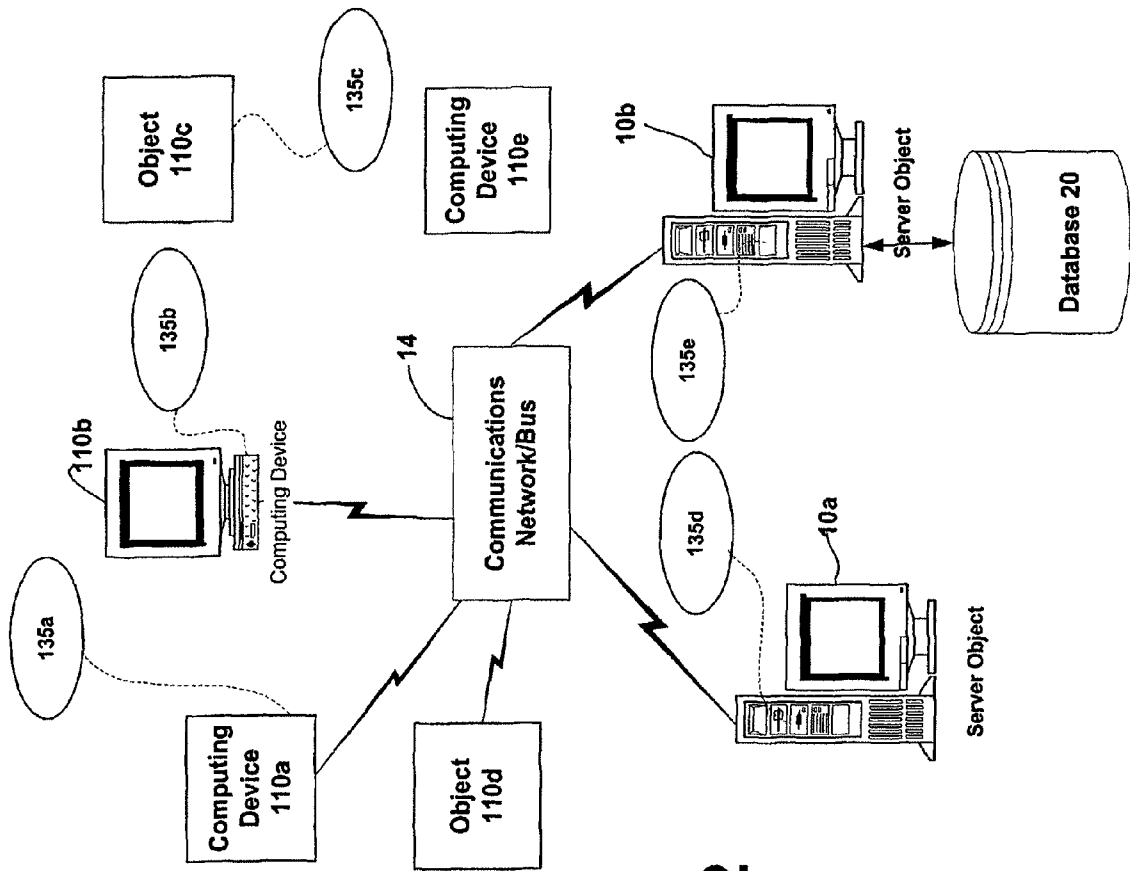 135a
110b
135b
Object
110c
135c
Computing Device
Computing
Device
110a
14
Computing
Device
110e
Object
110d
Communications
Network/Bus
10b
135d
135e
10a
Server Object
Server Object
Database 20